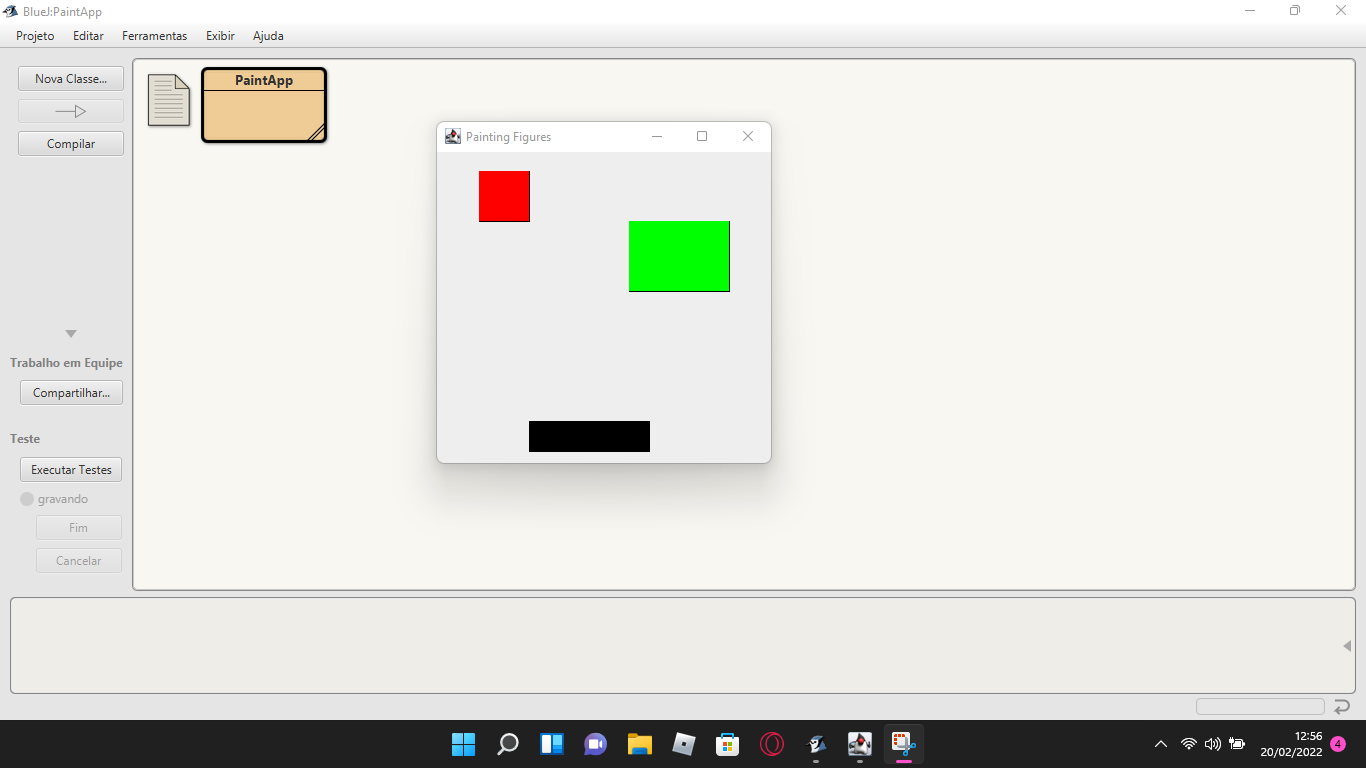 BlueJ:PaintApp
Projeto Editar Ferramentas Exibir Ajuda
Nova Classe...
Compilar
PaintApp
Painting Figures
Trabalho em Equipe
Compartilhar...
Teste
Executar Testes
gravando
Fim
Cancelar
12:56
20/02/2022
4